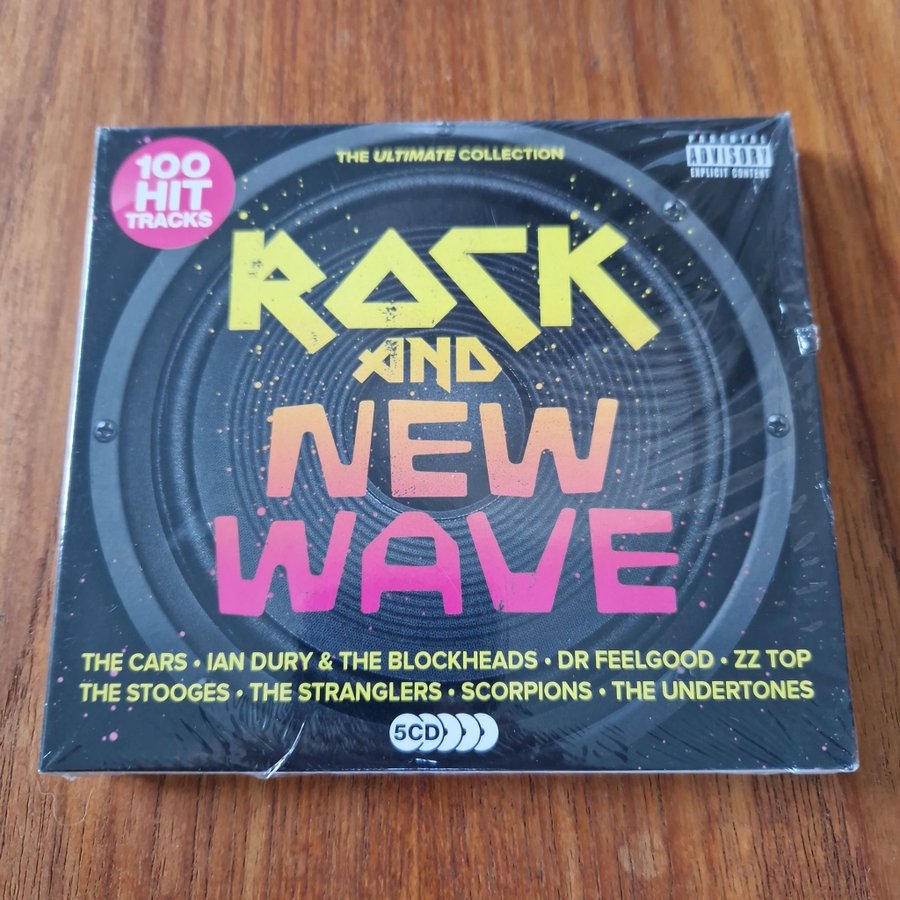 100
HIT
TRACKS
THE ULTIMATE COLLECTION
PARENTAL
ADVISORY
EXPLICIT CONTENT
ROCK
AND
NEW
WAVE
THE CARS • IAN DURY & THE BLOCKHEADS • DR FEELGOOD • ZZ TOP
THE STOOGES • THE STRANGLERS • SCORPIONS • THE UNDERTONES
5CD